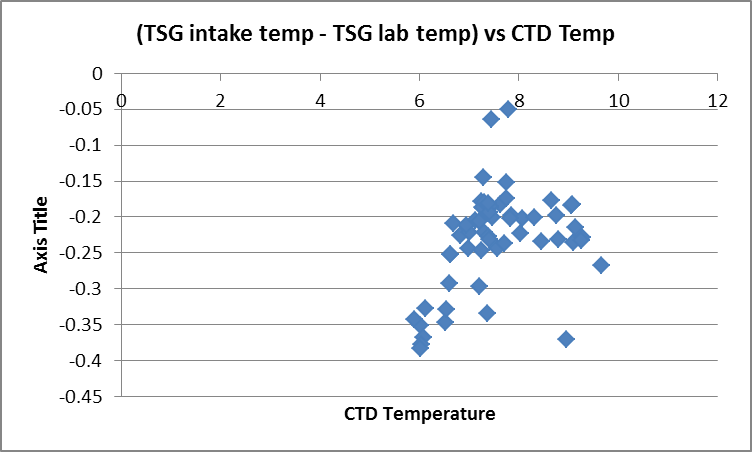 (TSG intake temp - TSG lab temp) vs CTD Temp
0
0 2 4 6 8 10 12
-0.05
-0.1
-0.15
-0.2
-0.25
-0.3
-0.35
-0.4
-0.45
Axis Title
CTD Temperature